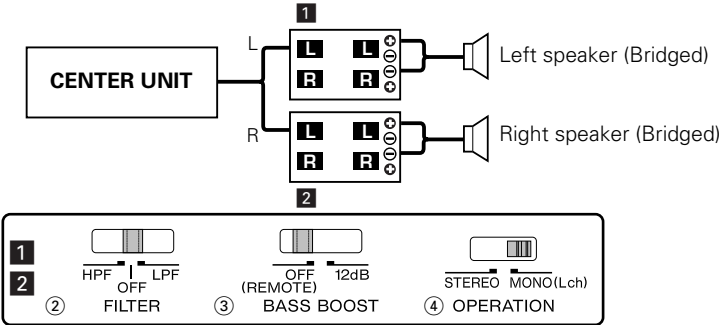 1
L
CENTER UNIT
L L ⊕
⊖
⊖
R R ⊕
Left speaker (Bridged)
R
L L ⊕
⊖
⊖
R R ⊕
Right speaker (Bridged)
2
1
2
HPF OFF LPF
② FILTER
OFF 12dB
(REMOTE)
③ BASS BOOST
STEREO MONO(Lch)
④ OPERATION